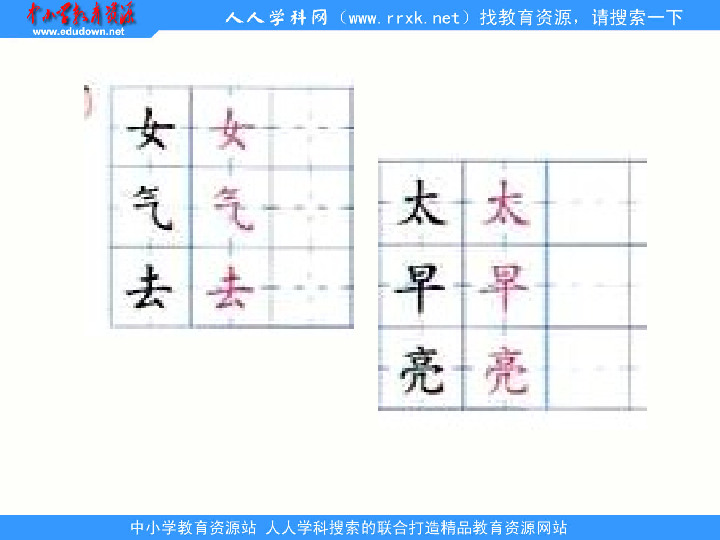 中小学教育资源
www.edudown.net
人人学科网（www.rrxk.net）找教育资源，请搜索一下
女 女
气 气
去 去
太 太
早 早
亮 亮
中小学教育资源站 人人学科搜索的联合打造精品教育资源网站